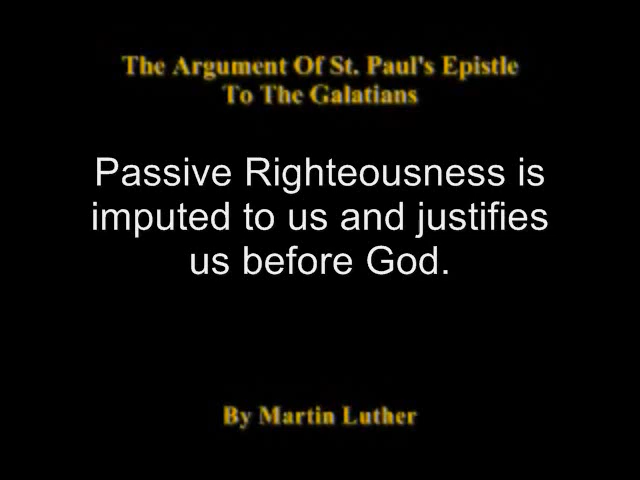 The Argument Of St. Paul's Epistle
To The Galatians
Passive Righteousness is
imputed to us and justifies
us before God.
By Martin Luther